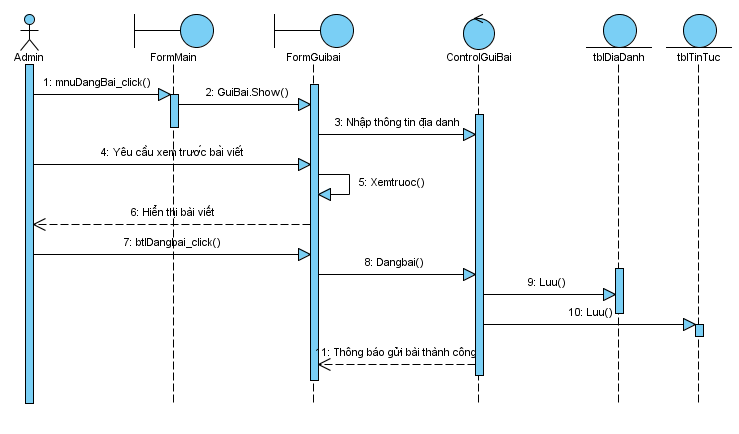 Admin
FormMain
FormGuibai
ControlGuiBai
tblDiaDanh
tblTinTuc
1: mnuDangBai_click()
2: GuiBai.Show()
3: Nhập thông tin địa danh
4: Yêu cầu xem trước bài viết
5: Xemtruoc()
6: Hiển thi bài viết
7: btlDangbai_click()
8: Dangbai()
9: Luu()
10: Luu()
11: Thông báo gửi bài thành công